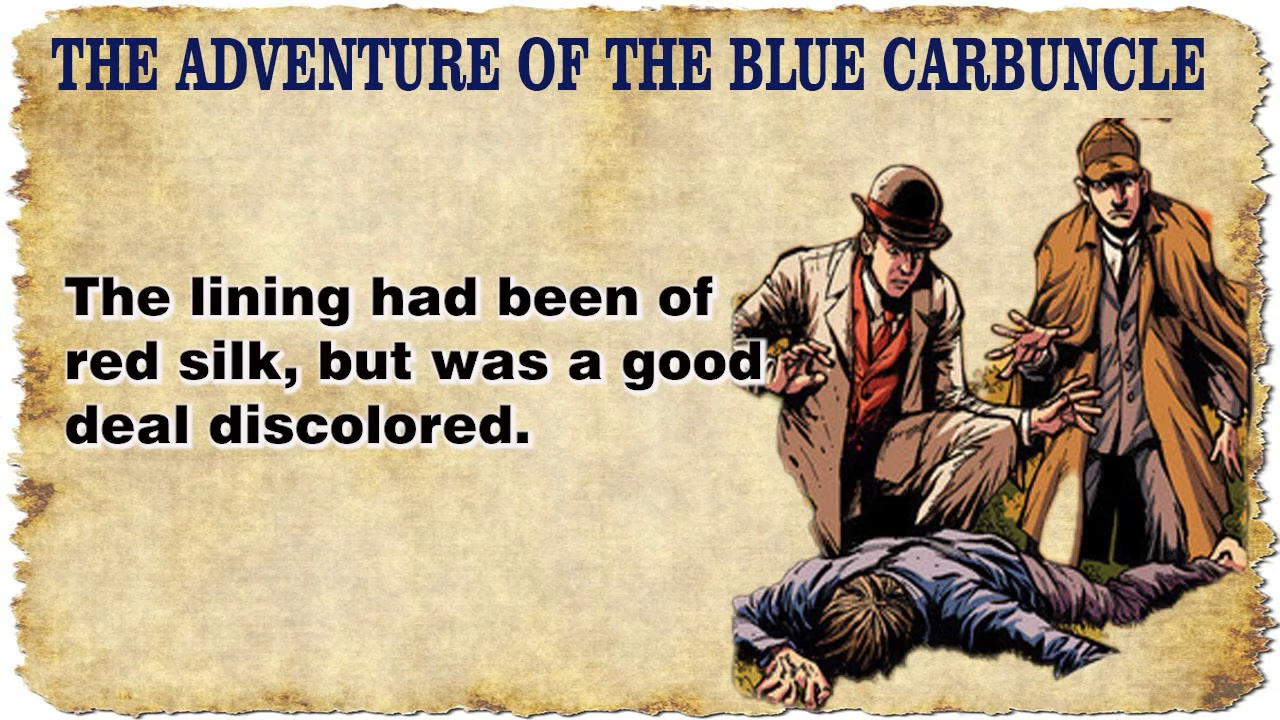 THE ADVENTURE OF THE BLUE CARBUNCLE
The lining had been of
red silk, but was a good
deal discolored.